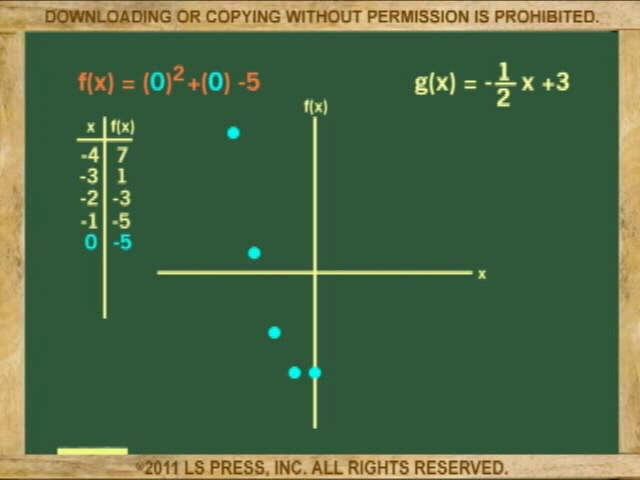 DOWNLOADING OR COPYING WITHOUT PERMISSION IS PROHIBITED.
f(x) = (0)² +(0) -5
g(x) = -1/2 x +3
f(x)
x f(x)
-4 7
-3 1
-2 -3
-1 -5
0 -5
x
©2011 LS PRESS, INC. ALL RIGHTS RESERVED.